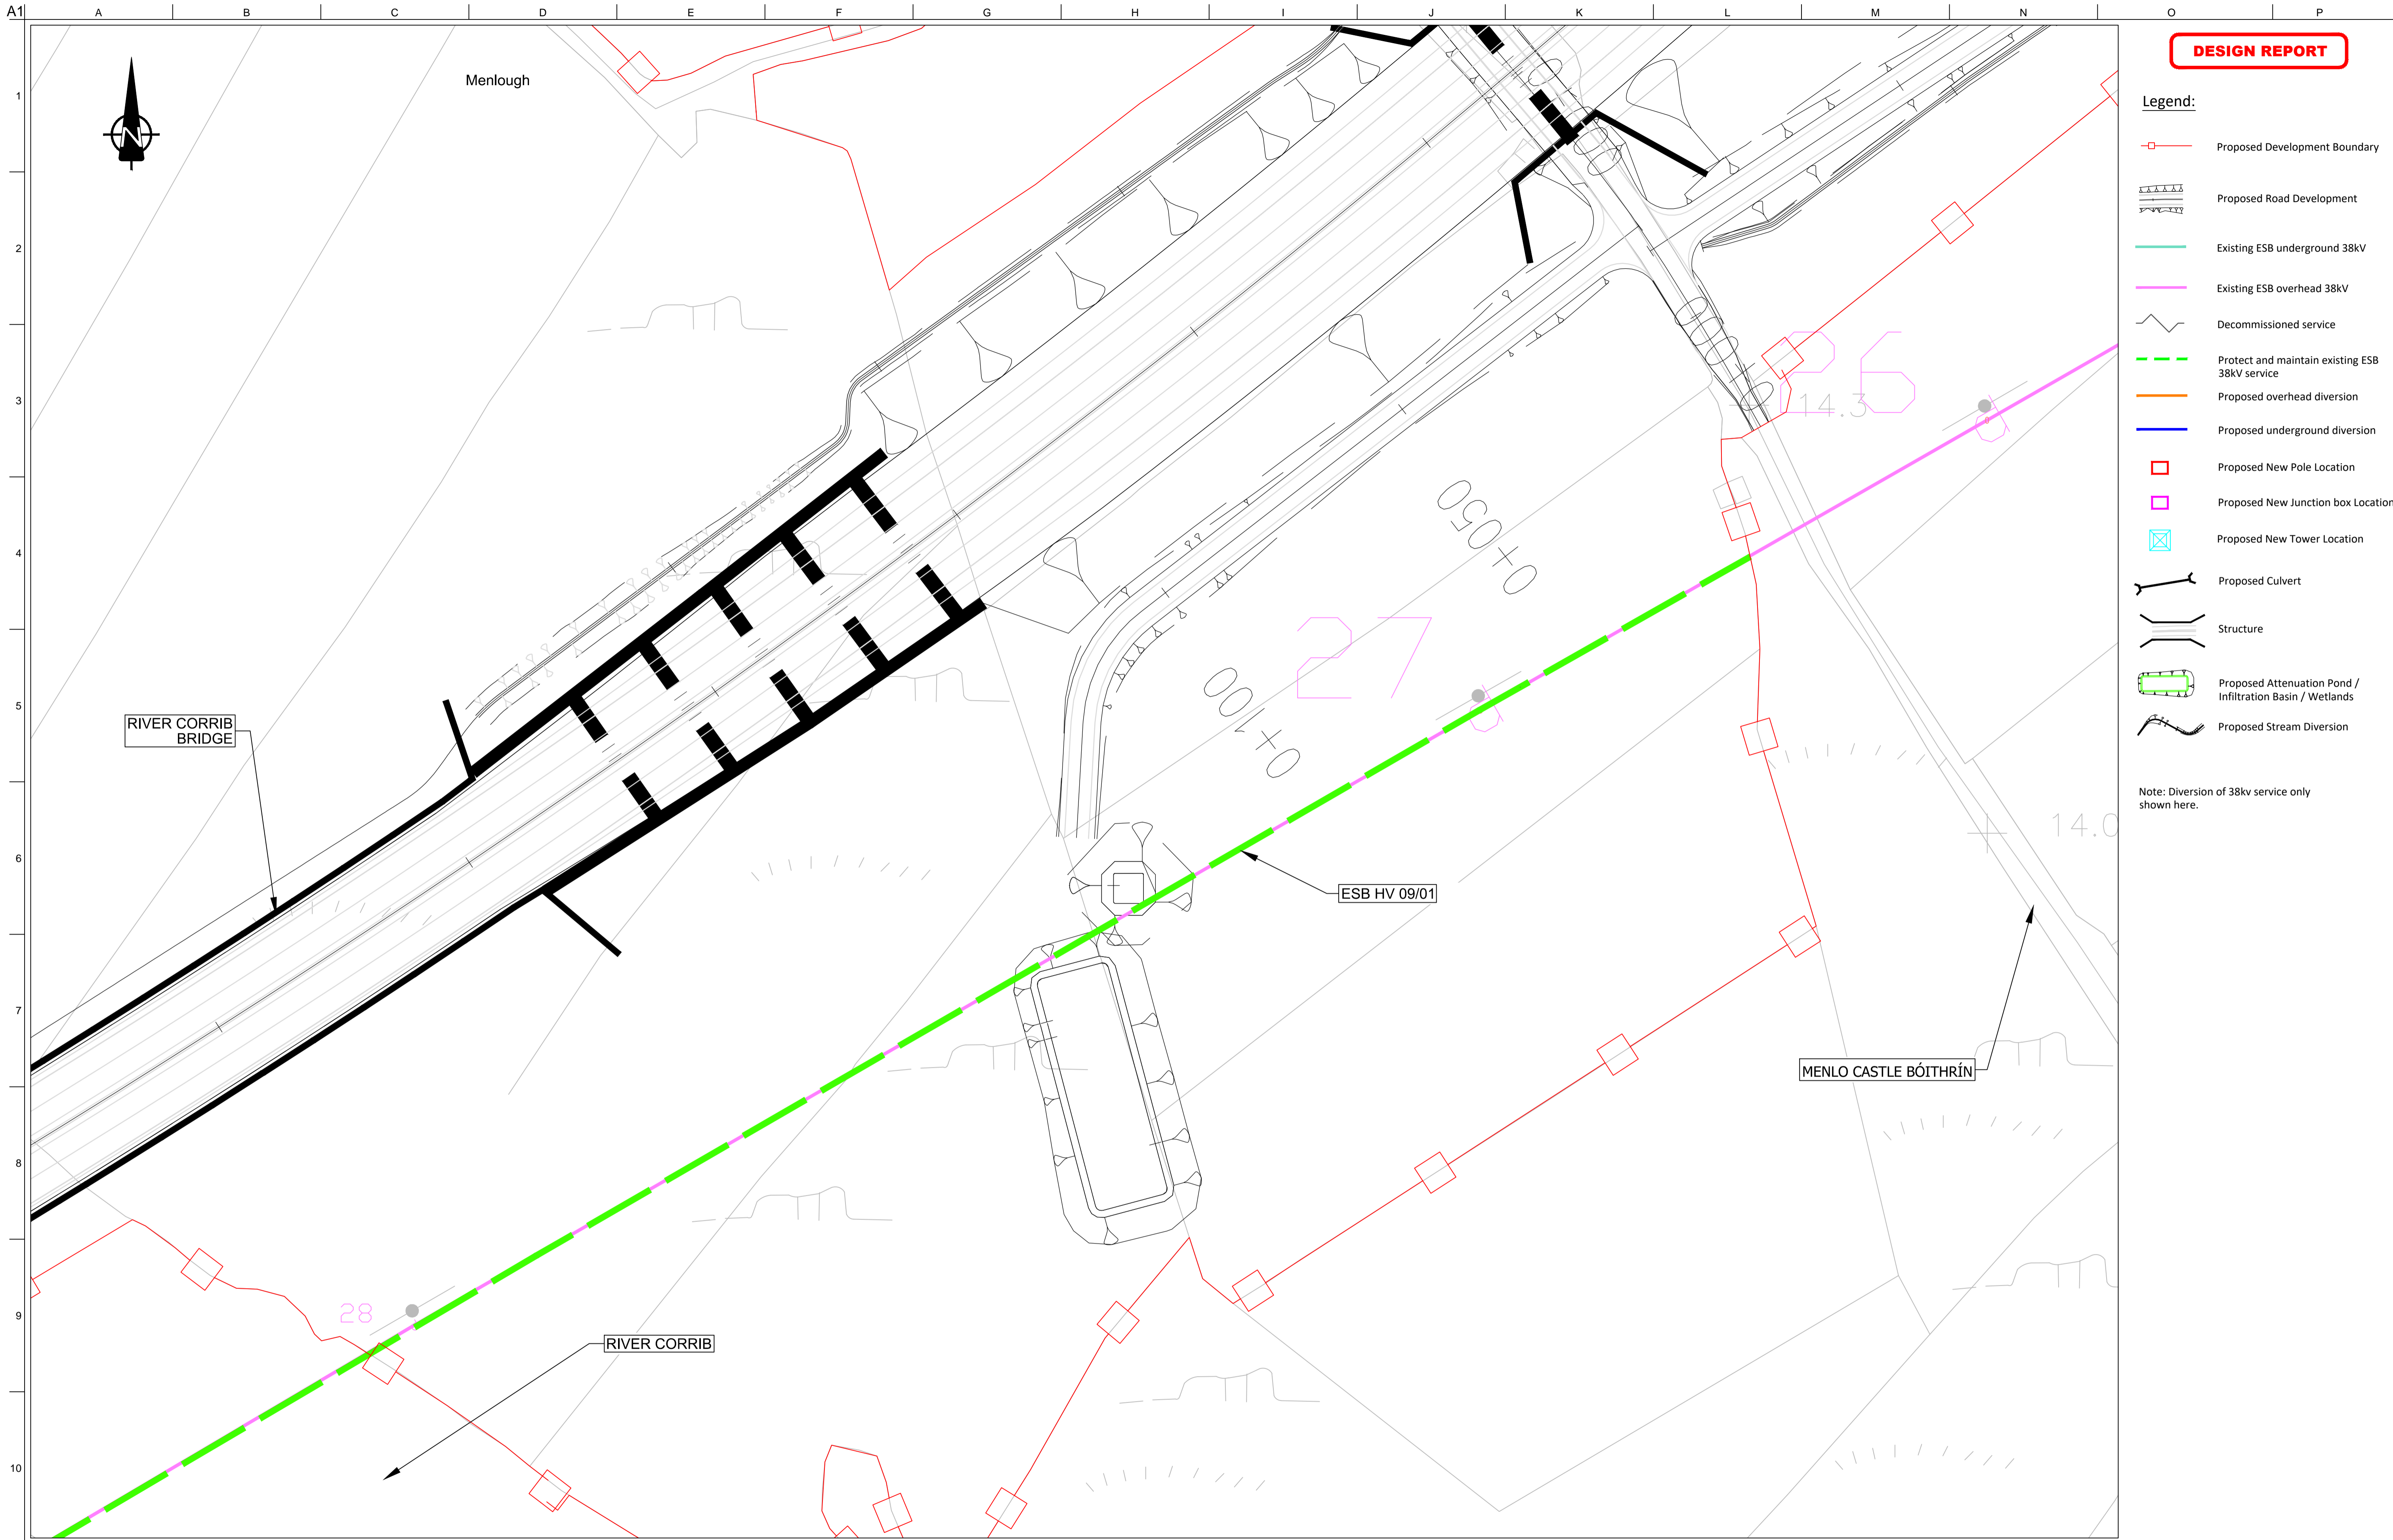 A1
A B C D E F G H I J K L M N O P
1
2
3
4
5
6
7
8
9
10
N
Menlough
RIVER CORRIB
BRIDGE
26
14.3
27
0+050
0+100
14.0
28
ESB HV 09/01
MENLO CASTLE BÓITHRÍN
RIVER CORRIB
DESIGN REPORT
Legend:
Proposed Development Boundary
Proposed Road Development
Existing ESB underground 38kV
Existing ESB overhead 38kV
Decommissioned service
Protect and maintain existing ESB
38kV service
Proposed overhead diversion
Proposed underground diversion
Proposed New Pole Location
Proposed New Junction box Location
Proposed New Tower Location
Proposed Culvert
Structure
Proposed Attenuation Pond /
Infiltration Basin / Wetlands
Proposed Stream Diversion
Note: Diversion of 38kv service only
shown here.